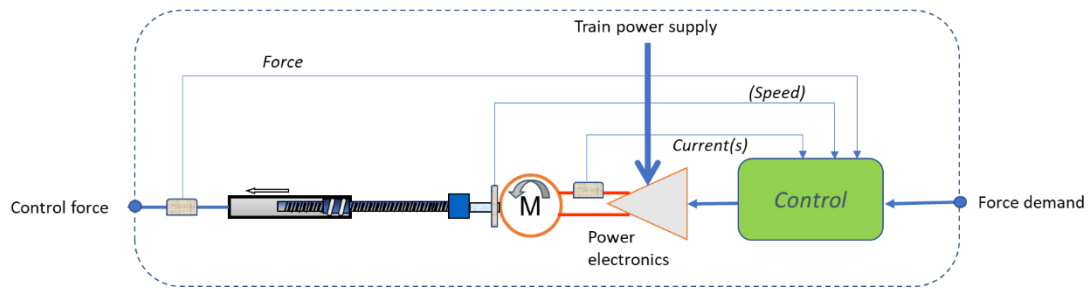 Train power supply
Force
(Speed)
Current(s)
Control force
M
Control
Force demand
Power
electronics